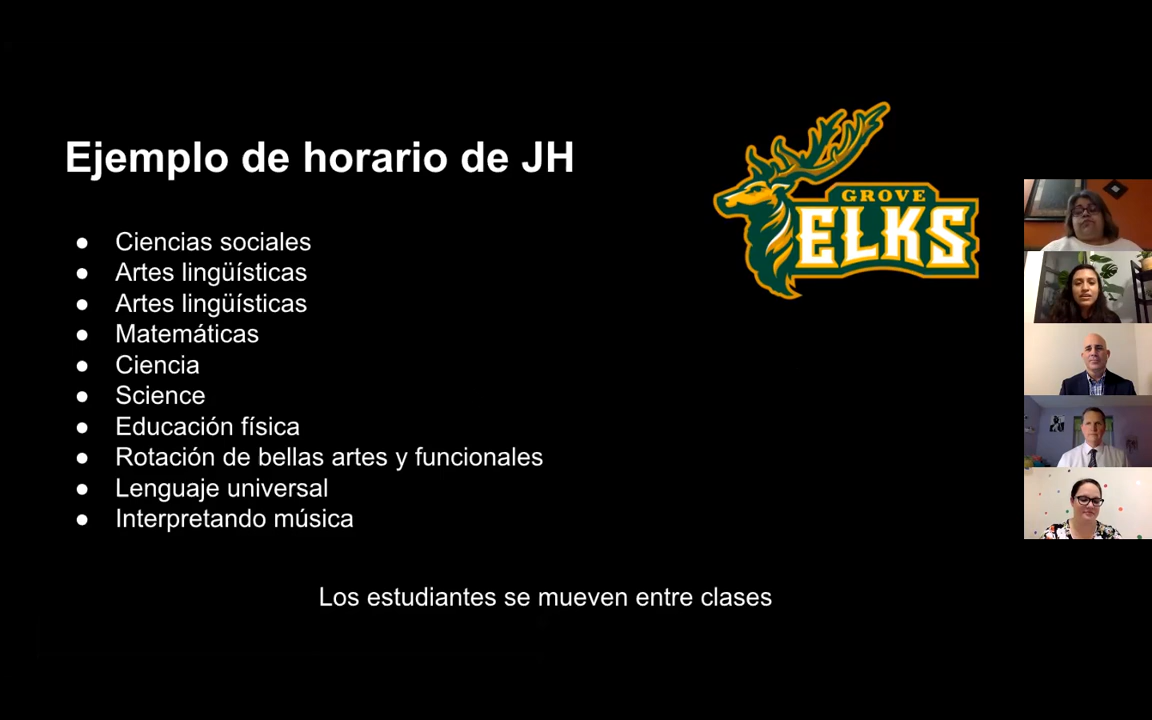 Ejemplo de horario de JH
GROVE
ELKS
● Ciencias sociales
● Artes lingüísticas
● Artes lingüísticas
● Matemáticas
● Ciencia
● Science
● Educación física
● Rotación de bellas artes y funcionales
● Lenguaje universal
● Interpretando música
Los estudiantes se mueven entre clases